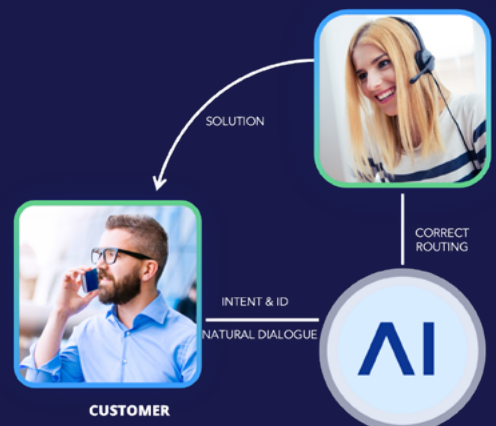 SOLUTION
CORRECT
ROUTING
INTENT & ID
NATURAL DIALOGUE
AI
CUSTOMER